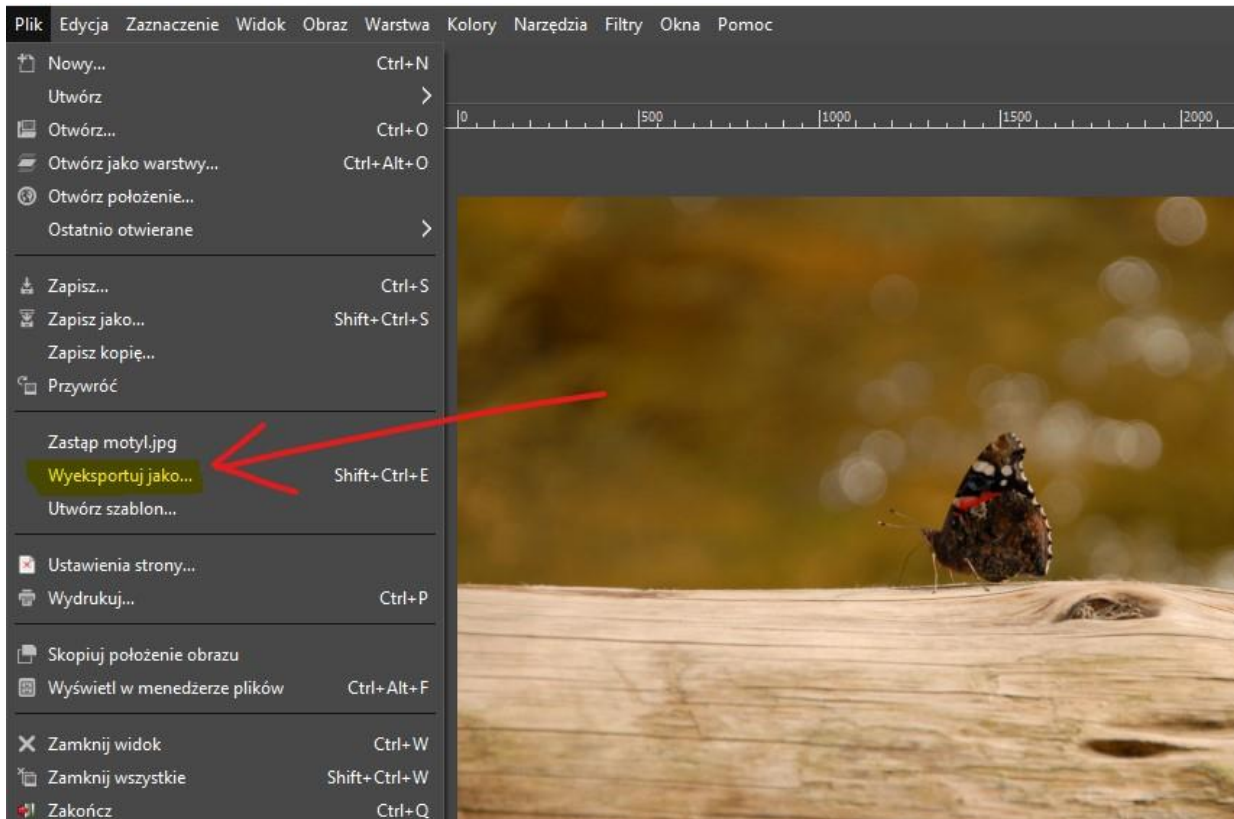 Plik Edycja Zaznaczenie Widok Obraz Warstwa Kolory Narzędzia Filtry Okna Pomoc
Nowy... Ctrl+N
Utwórz
Otwórz... Ctrl+O
Otwórz jako warstwy... Ctrl+Alt+O
Otwórz położenie...
Ostatnio otwierane
Zapisz... Ctrl+S
Zapisz jako... Shift+Ctrl+S
Zapisz kopię...
Przywróć
Zastąp motyl.jpg
Wyeksportuj jako... Shift+Ctrl+E
Utwórz szablon...
Ustawienia strony...
Wydrukuj... Ctrl+P
Skopiuj położenie obrazu
Wyświetl w menedżerze plików Ctrl+Alt+F
Zamknij widok Ctrl+W
Zamknij wszystkie Shift+Ctrl+W
Zakończ Ctrl+Q
0 500 1000 1500 2000